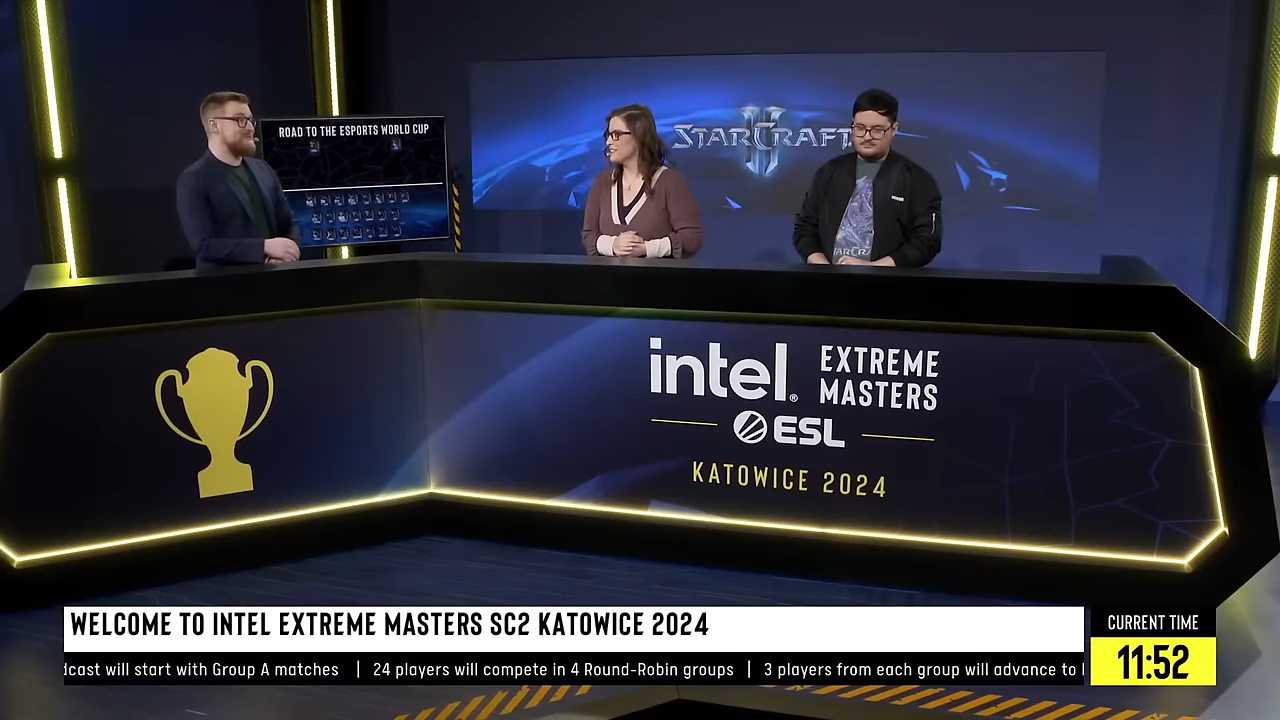 ROAD TO THE ESPORTS WORLD CUP
STARCRAFT
II
STARCRA
intel® EXTREME
MASTERS
ESL
KATOWICE 2024
WELCOME TO INTEL EXTREME MASTERS SC2 KATOWICE 2024
dcast will start with Group A matches | 24 players will compete in 4 Round-Robin groups | 3 players from each group will advance to
CURRENT TIME
11:52